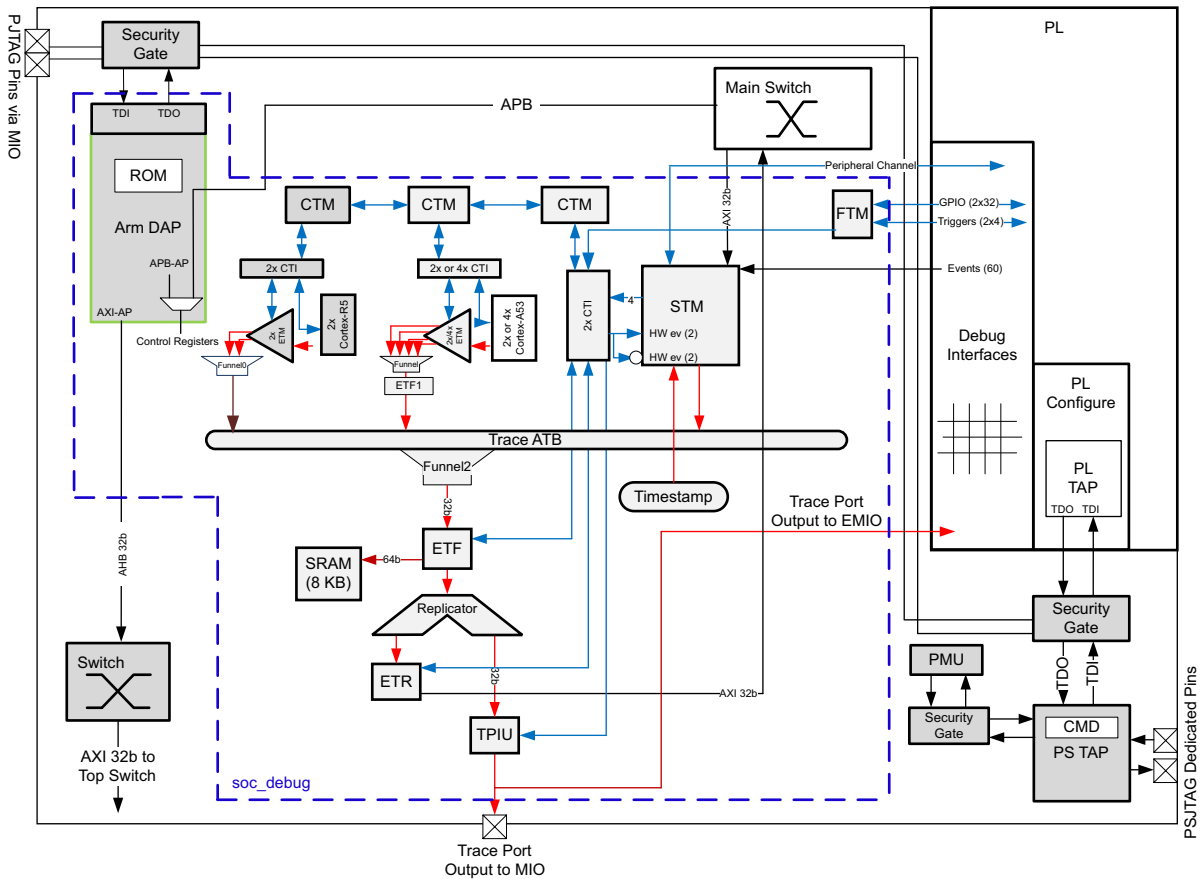 PJTAG Pins via MIO
Security
Gate
PL
TDI
TDO
APB
Main Switch
ROM
Arm DAP
APB-AP
AXI-AP
Control Registers
CTM
CTM
CTM
FTM
Peripheral Channel
GPIO (2x32)
Triggers (2x4)
Events (60)
AXI 32b
2x CTI
2x or 4x CTI
2x CTI
4
STM
HW ev (2)
HW ev (2)
2x
ETM
2x
Cortex-R5
2x/4x
ETM
2x or 4x
Cortex-A53
Funnel0
Funnel
ETF1
Debug
Interfaces
PL
Configure
PL
TAP
TDO
TDI
Trace ATB
Funnel2
32b
Timestamp
Trace Port
Output to EMIO
ETF
64b
SRAM
(8 KB)
Replicator
AHB 32b
ETR
32b
AXI 32b
TPIU
Switch
AXI 32b to
Top Switch
soc_debug
Trace Port
Output to MIO
Security
Gate
TDO
TDI
PMU
Security
Gate
CMD
PS TAP
PSJTAG Dedicated Pins